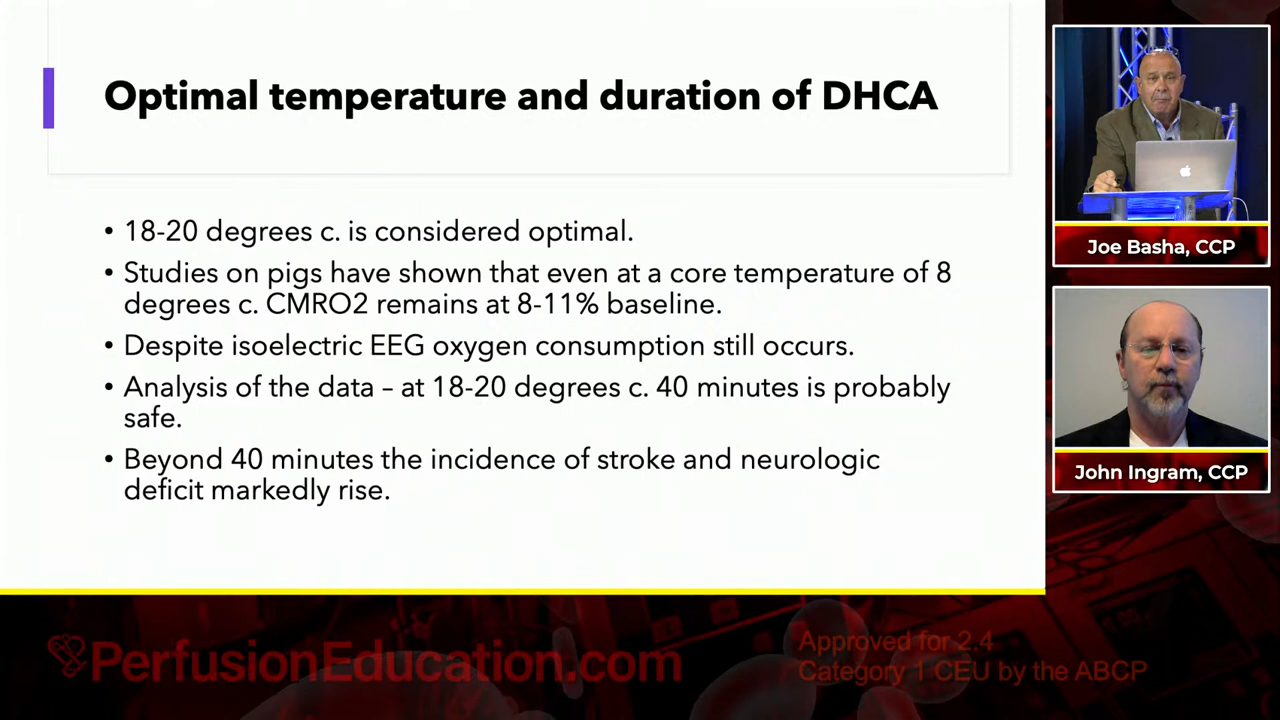 Optimal temperature and duration of DHCA
• 18-20 degrees c. is considered optimal.
• Studies on pigs have shown that even at a core temperature of 8
degrees c. CMRO2 remains at 8-11% baseline.
• Despite isoelectric EEG oxygen consumption still occurs.
• Analysis of the data – at 18-20 degrees c. 40 minutes is probably
safe.
• Beyond 40 minutes the incidence of stroke and neurologic
deficit markedly rise.
Joe Basha, CCP
John Ingram, CCP
PerfusionEducation.com
Approved for 2.4
Category 1 CEU by the ABCP